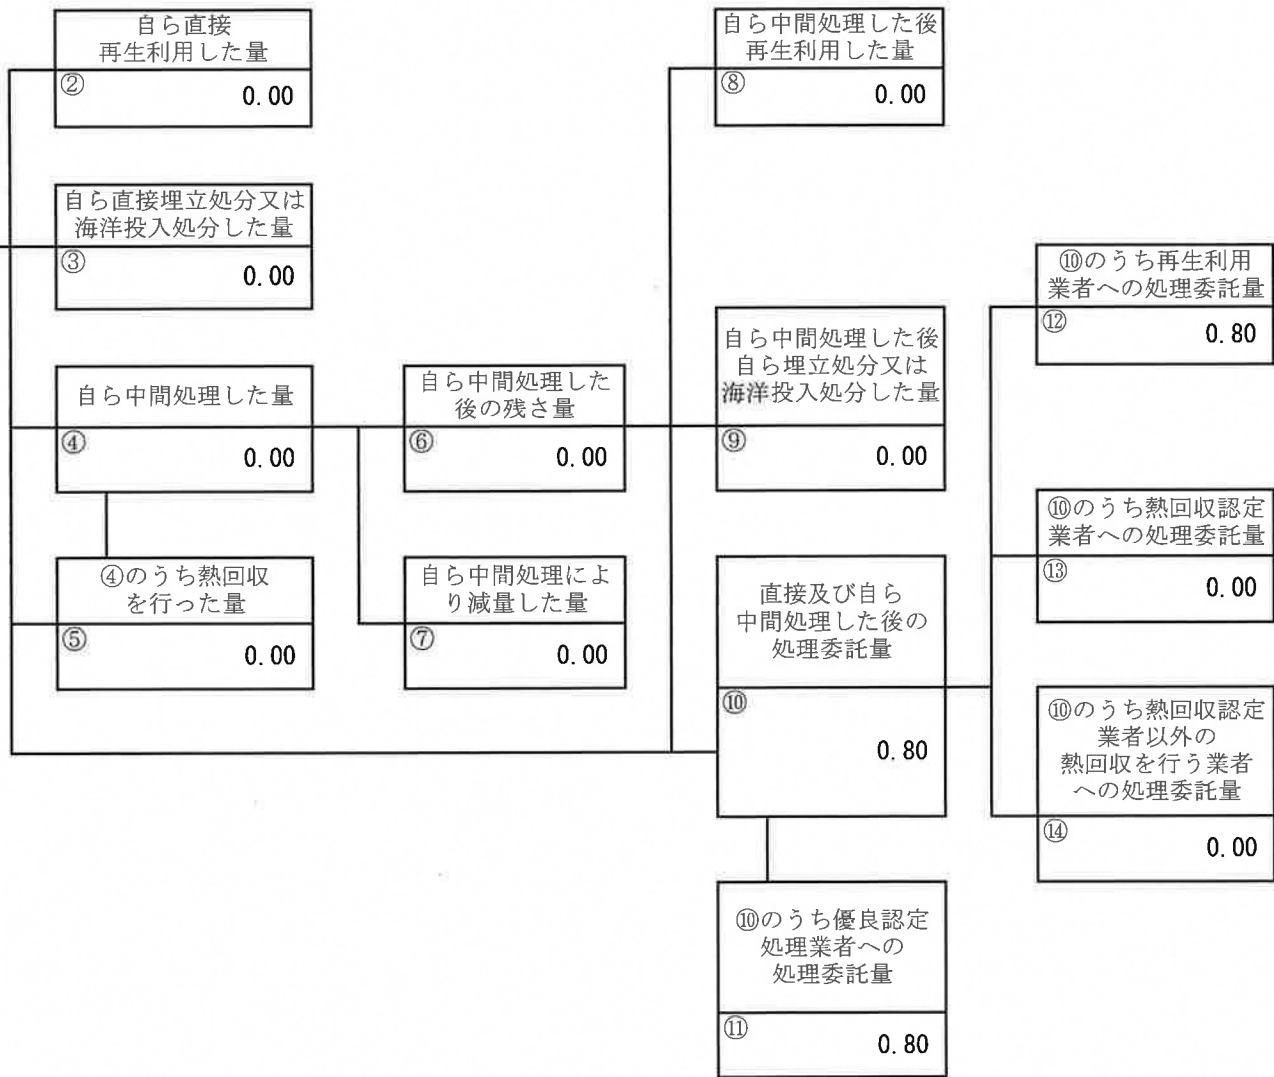 自ら直接
再生利用した量
②
0.00
自ら直接埋立処分又は
海洋投入処分した量
③
0.00
自ら中間処理した量
④
0.00
④のうち熱回収
を行った量
⑤
0.00
自ら中間処理した
後の残さ量
⑥
0.00
自ら中間処理によ
り減量した量
⑦
0.00
自ら中間処理した後
再生利用した量
⑧
0.00
自ら中間処理した後
自ら埋立処分又は
海洋投入処分した量
⑨
0.00
直接及び自ら
中間処理した後の
処理委託量
⑩
0.80
⑩のうち優良認定
処理業者への
処理委託量
⑪
0.80
⑩のうち再生利用
業者への処理委託量
⑫
0.80
⑩のうち熱回収認定
業者への処理委託量
⑬
0.00
⑩のうち熱回収認定
業者以外の
熱回収を行う業者
への処理委託量
⑭
0.00